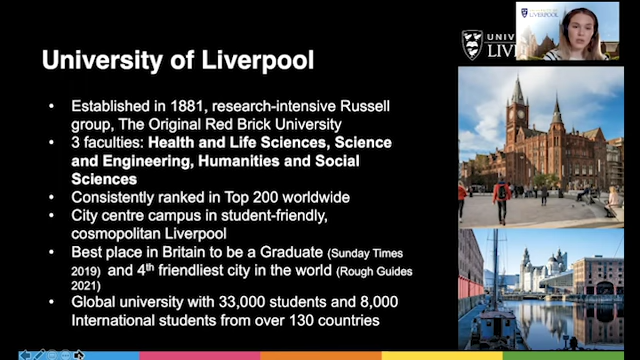 University of Liverpool
• Established in 1881, research-intensive Russell
group, The Original Red Brick University
• 3 faculties: Health and Life Sciences, Science
and Engineering, Humanities and Social
Sciences
• Consistently ranked in Top 200 worldwide
• City centre campus in student-friendly,
cosmopolitan Liverpool
• Best place in Britain to be a Graduate (Sunday Times
2019) and 4th friendliest city in the world (Rough Guides
2021)
• Global university with 33,000 students and 8,000
International students from over 130 countries
LIVERPOOL